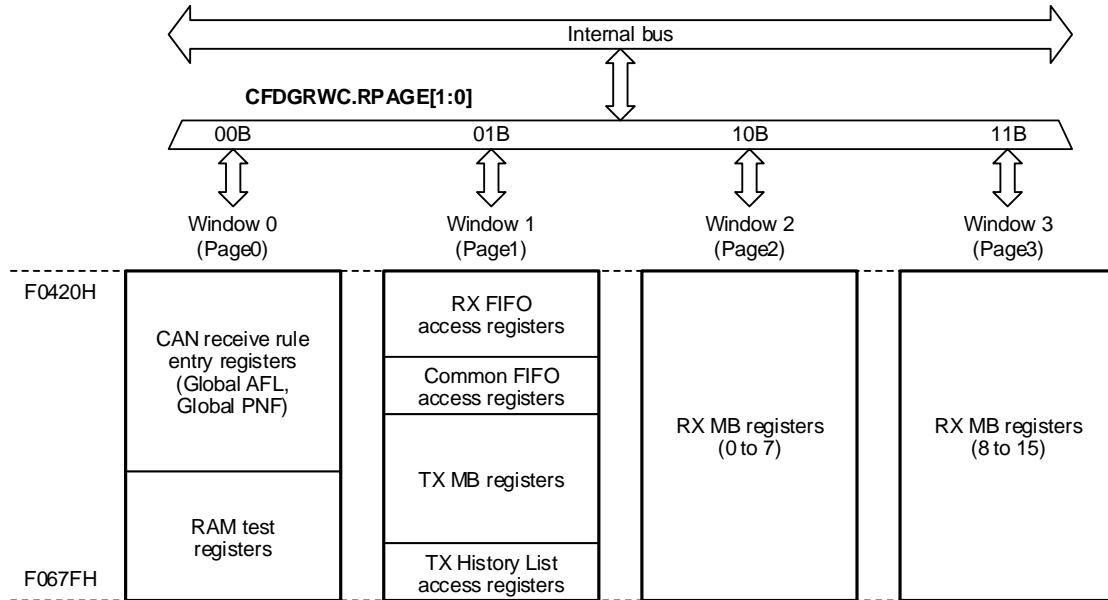 Internal bus
CFDGRWC.RPAGE[1:0]
00B
01B
10B
11B
Window 0
(Page0)
Window 1
(Page1)
Window 2
(Page2)
Window 3
(Page3)
F0420H
CAN receive rule
entry registers
(Global AFL,
Global PNF)
RAM test
registers
RX FIFO
access registers
Common FIFO
access registers
TX MB registers
TX History List
access registers
RX MB registers
(0 to 7)
RX MB registers
(8 to 15)
F067FH